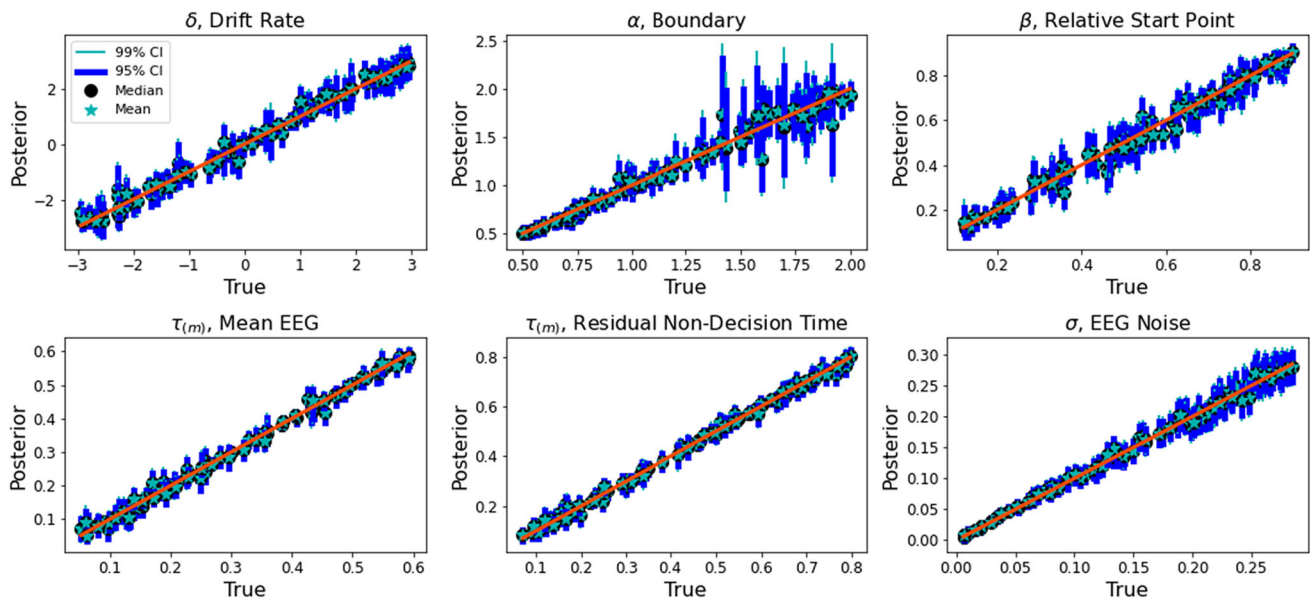 δ, Drift Rate
α, Boundary
β, Relative Start Point
99% CI
95% CI
Median
Mean
Posterior
2
0
−2
−3 −2 −1 0 1 2 3
True
Posterior
2.5
2.0
1.5
1.0
0.5
0.50 0.75 1.00 1.25 1.50 1.75 2.00
True
Posterior
0.8
0.6
0.4
0.2
0.2 0.4 0.6 0.8
True
τ(m), Mean EEG
τ(m), Residual Non-Decision Time
σ, EEG Noise
Posterior
0.6
0.5
0.4
0.3
0.2
0.1
0.1 0.2 0.3 0.4 0.5 0.6
True
Posterior
0.8
0.6
0.4
0.2
0.1 0.2 0.3 0.4 0.5 0.6 0.7 0.8
True
Posterior
0.30
0.25
0.20
0.15
0.10
0.05
0.00
0.00 0.05 0.10 0.15 0.20 0.25
True